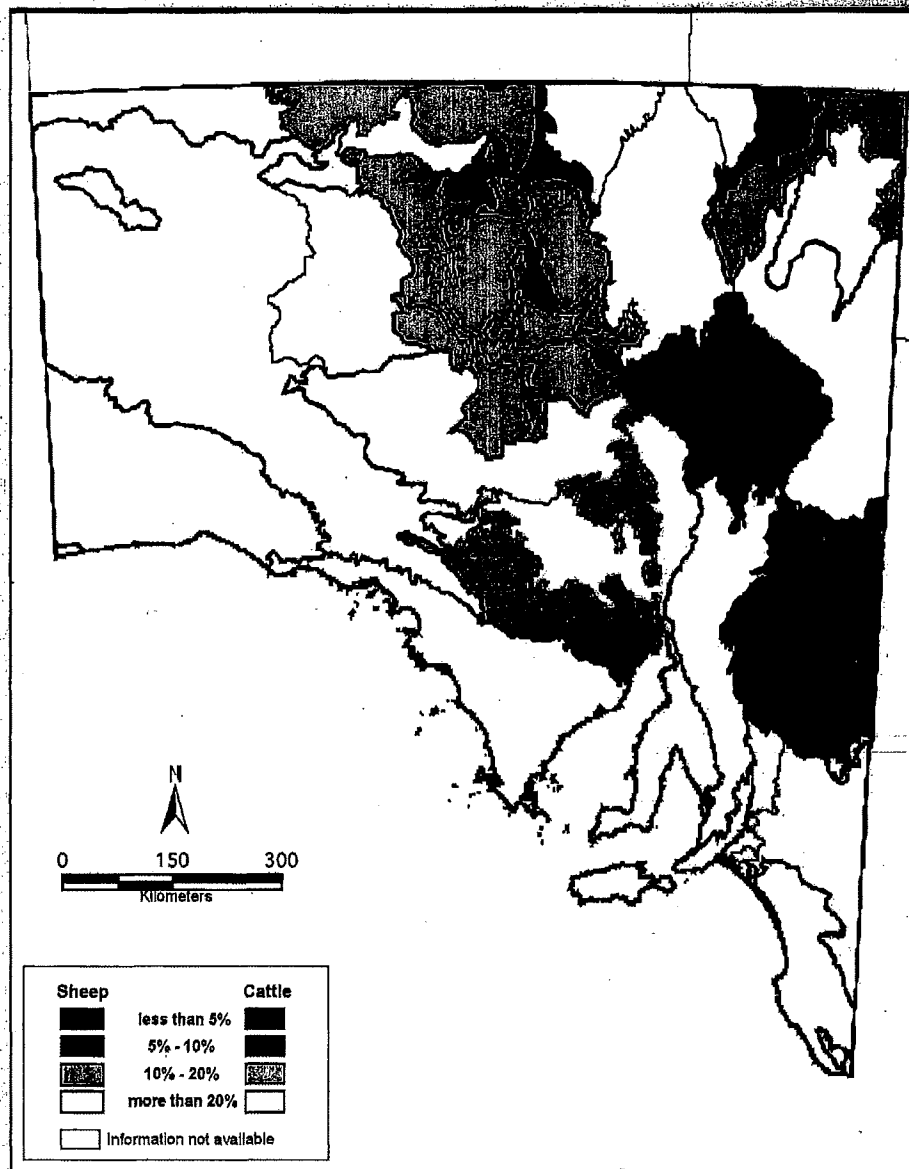 N
0 150 300
Kilometers
Sheep Cattle
less than 5%
5% - 10%
10% - 20%
more than 20%
Information not available